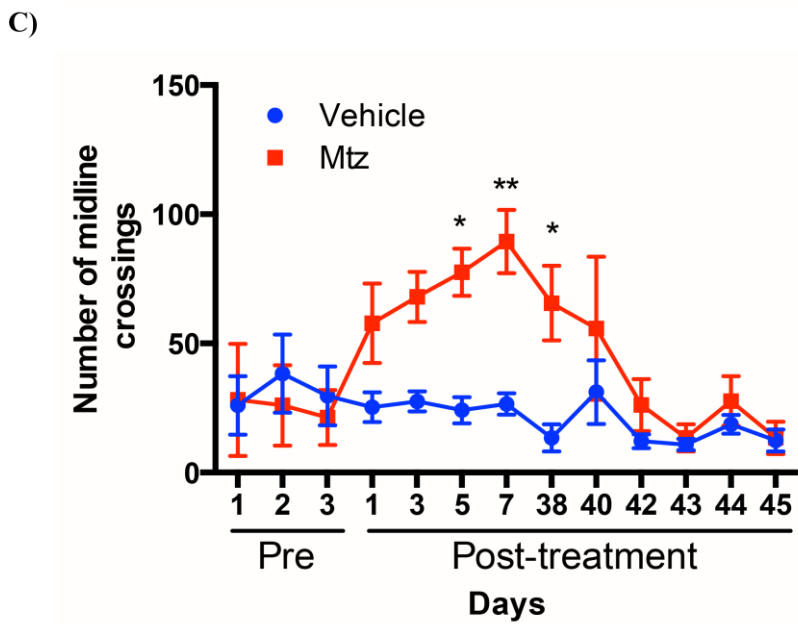 C)
150
Vehicle
Mtz
**
*
*
100
Number of midline
crossings
50
0
1 2 3 1 3 5 7 38 40 42 43 44 45
Pre Post-treatment
Days